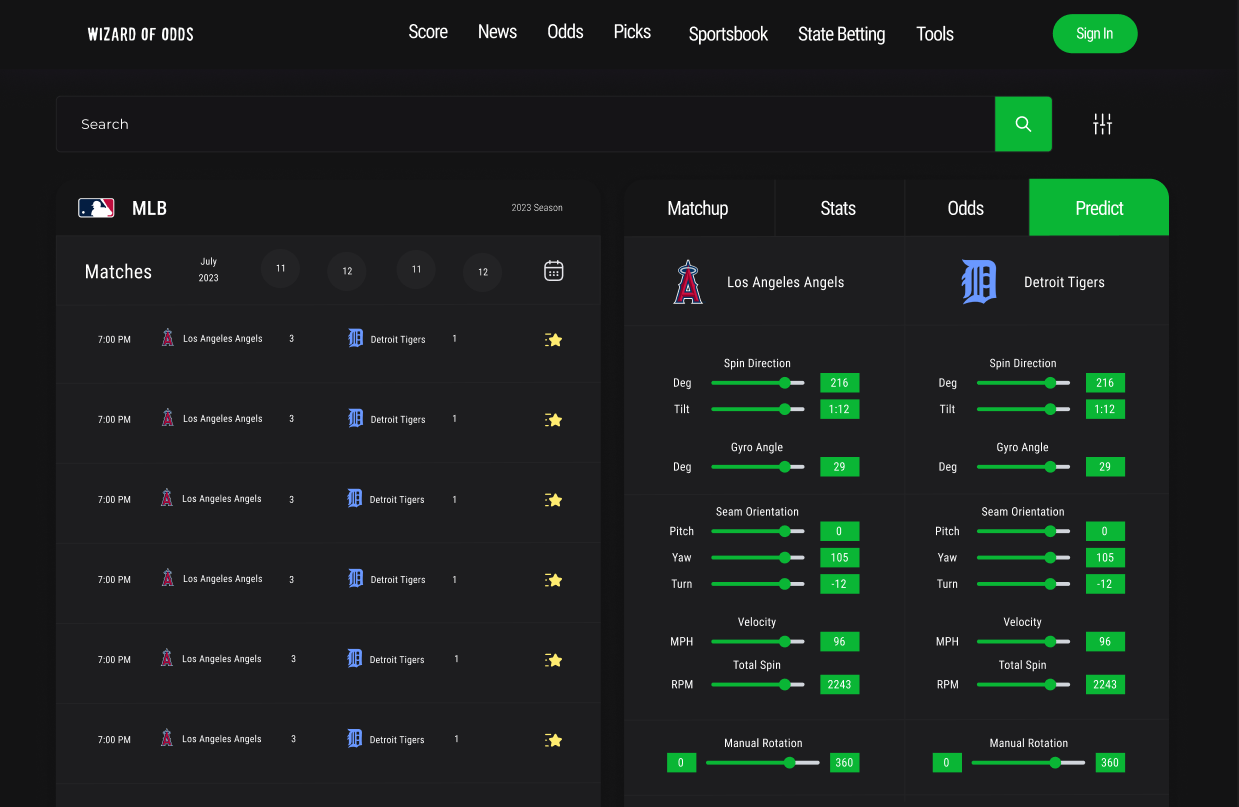 WIZARD OF ODDS Score News Odds Picks Sportsbook State Betting Tools Sign In
Search
MLB 2023 Season
Matches July 2023 11 12 11 12
7:00 PM Los Angeles Angels 3 Detroit Tigers 1
7:00 PM Los Angeles Angels 3 Detroit Tigers 1
7:00 PM Los Angeles Angels 3 Detroit Tigers 1
7:00 PM Los Angeles Angels 3 Detroit Tigers 1
7:00 PM Los Angeles Angels 3 Detroit Tigers 1
7:00 PM Los Angeles Angels 3 Detroit Tigers 1
Matchup Stats Odds Predict
Los Angeles Angels Detroit Tigers
Spin Direction Spin Direction
Deg 216 Deg 216
Tilt 1:12 Tilt 1:12
Gyro Angle Gyro Angle
Deg 29 Deg 29
Seam Orientation Seam Orientation
Pitch 0 Pitch 0
Yaw 105 Yaw 105
Turn -12 Turn -12
Velocity Velocity
MPH 96 MPH 96
Total Spin Total Spin
RPM 2243 RPM 2243
Manual Rotation Manual Rotation
0 360 0 360